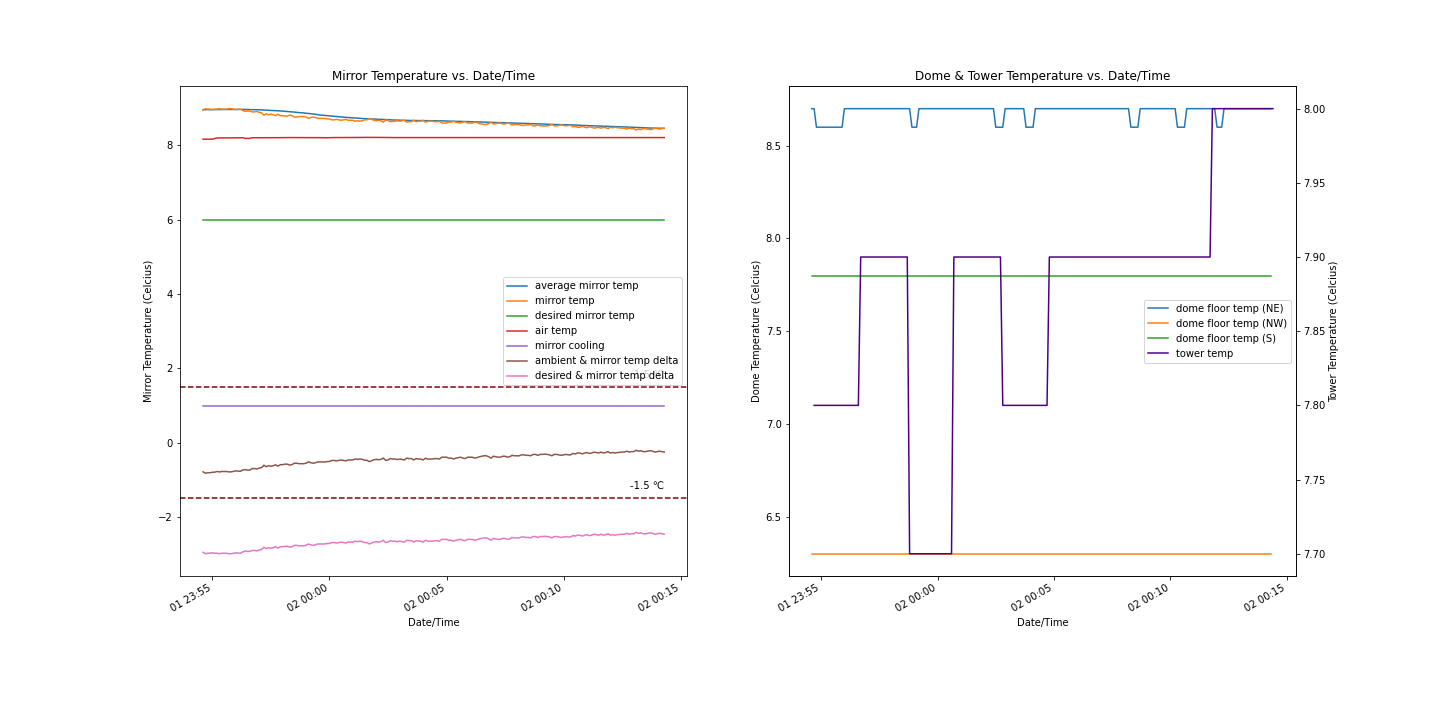 Mirror Temperature vs. Date/Time
Mirror Temperature (Celcius)
8
6
4
2
0
−2
average mirror temp
mirror temp
desired mirror temp
air temp
mirror cooling
ambient & mirror temp delta
desired & mirror temp delta
-1.5 ℃
01 23:55
02 00:00
02 00:05
02 00:10
02 00:15
Date/Time
Dome & Tower Temperature vs. Date/Time
Dome Temperature (Celcius)
8.5
8.0
7.5
7.0
6.5
dome floor temp (NE)
dome floor temp (NW)
dome floor temp (S)
tower temp
8.00
7.95
7.90
7.85
7.80
7.75
7.70
Tower Temperature (Celcius)
01 23:55
02 00:00
02 00:05
02 00:10
02 00:15
Date/Time